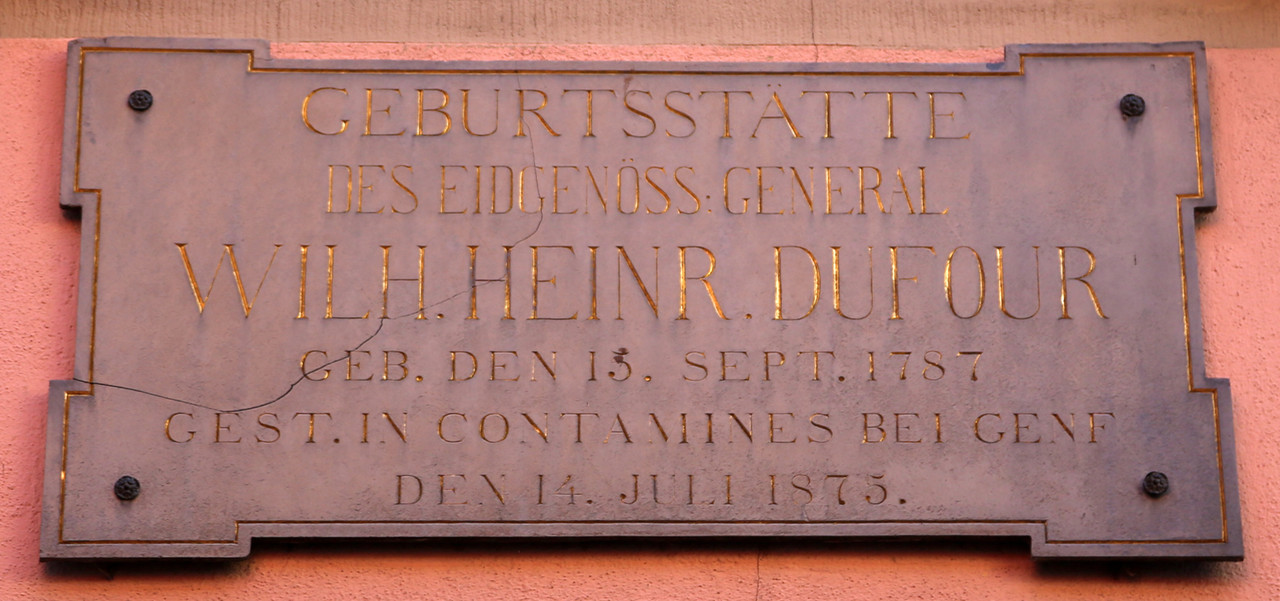 GEBURTSSTÄTTE
DES EIDGENÖSS: GENERAL.
WILH. HEINR. DUFOUR
GEB. DEN 15. SEPT. 1787
GEST. IN CONTAMINES BEI GENF
DEN 14. JULI 1875.